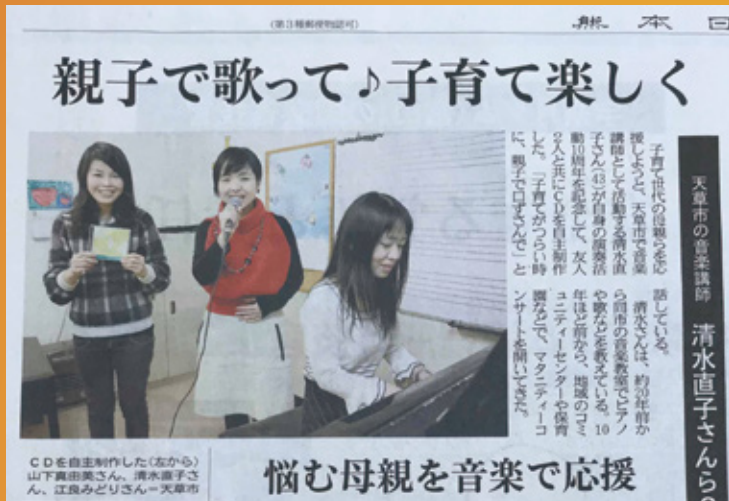 (第3種郵便物認可)
熊本日
親子で歌って♪子育て楽しく
天草市の音楽講師 清水直子さんらの
子育て世代の母親らを応
援しようと、天草市で音楽
講師として活動する清水直
子さん(43)が自身の演奏活
動10周年を記念して、友人
2人と共にCDを自主制作
した。「子育てがつらい時
に、親子で口ずさんで」と
話している。
清水さんは、約20年前か
ら同市の音楽教室でピアノ
や歌などを教えている。10
年ほど前から、地域のコミ
ュニティーセンターや保育
園などで、マタニティーコ
ンサートを開いてきた。
CDを自主制作した(左から)
山下真由美さん、清水直子さ
ん、江良みどりさん=天草市
悩む母親を音楽で応援